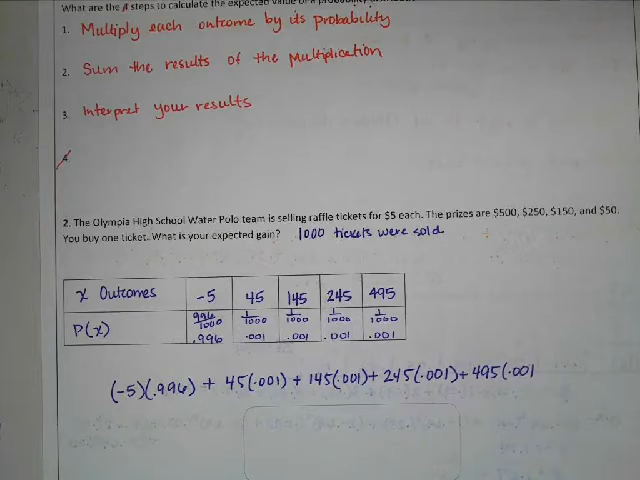 What are the 4 steps to calculate the expected value of a probability
1. Multiply each outcome by its probability
2. Sum the results of the multiplication
3. Interpret your results
4.
2. The Olympia High School Water Polo team is selling raffle tickets for $5 each. The prizes are $500, $250, $150, and $50.
You buy one ticket. What is your expected gain? 1000 tickets were sold
x Outcomes -5 45 145 245 495
P(x) 996/1000 1/1000 1/1000 1/1000 1/1000
.996 .001 .001 .001 .001
(-5)(.996) + 45(.001) + 145(.001) + 245(.001) + 495(.001